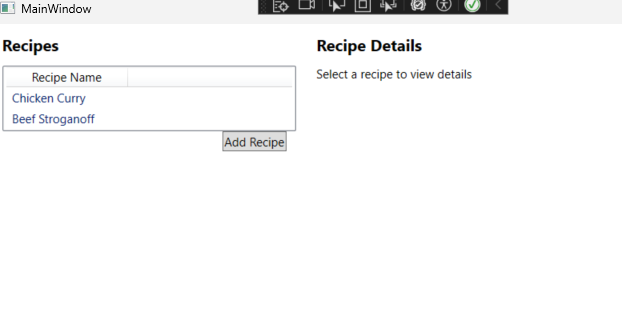 MainWindow
Recipes
Recipe Name
Chicken Curry
Beef Stroganoff
Add Recipe
Recipe Details
Select a recipe to view details